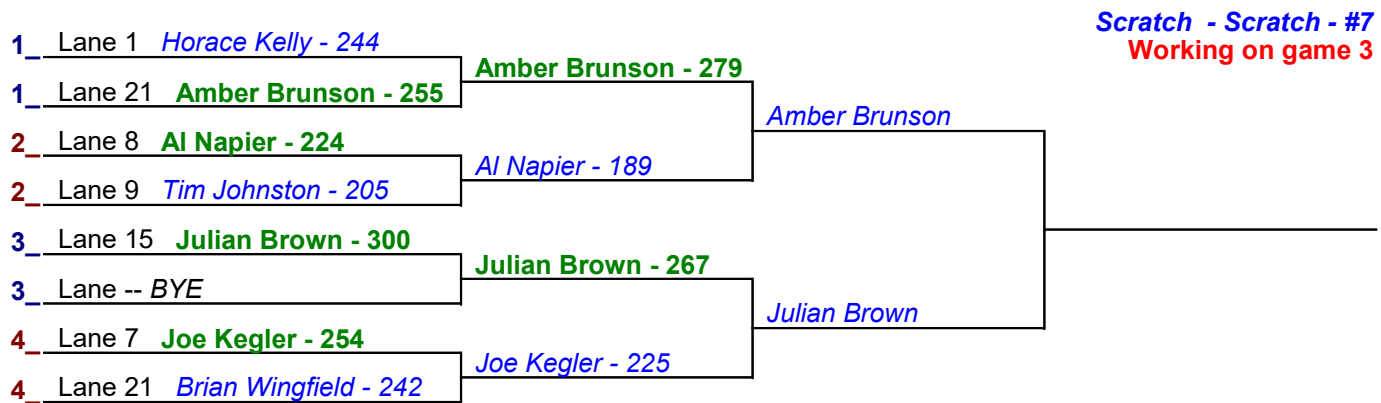 Scratch - Scratch - #7
Working on game 3
1_ Lane 1 Horace Kelly - 244
Amber Brunson - 279
1_ Lane 21 Amber Brunson - 255
Amber Brunson
2_ Lane 8 Al Napier - 224
Al Napier - 189
2_ Lane 9 Tim Johnston - 205
3_ Lane 15 Julian Brown - 300
Julian Brown - 267
3_ Lane -- BYE
Julian Brown
4_ Lane 7 Joe Kegler - 254
Joe Kegler - 225
4_ Lane 21 Brian Wingfield - 242